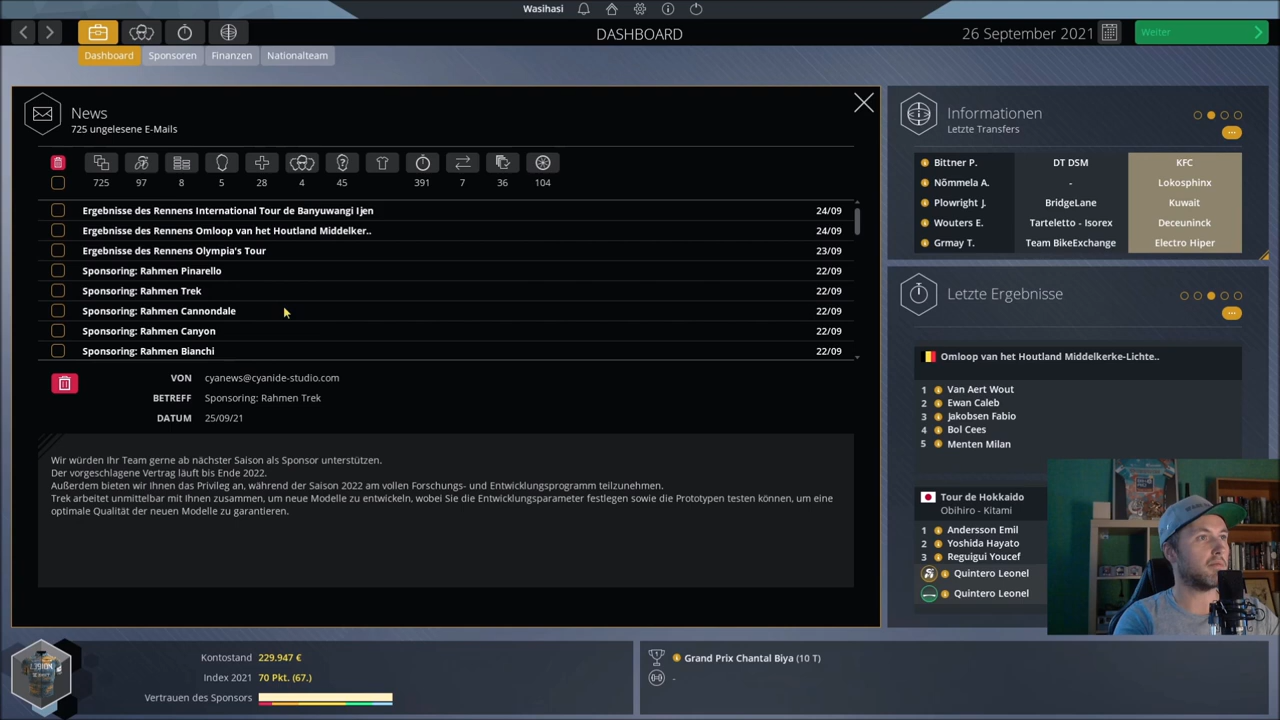 Wasihasi
DASHBOARD
26 September 2021
Weiter
Dashboard
Sponsoren
Finanzen
Nationalteam
News
725 ungelesene E-Mails
725 97 8 5 28 4 45 391 7 36 104
Ergebnisse des Rennens International Tour de Banyuwangi Ijen 24/09
Ergebnisse des Rennens Omloop van het Houtland Middelker.. 24/09
Ergebnisse des Rennens Olympia's Tour 23/09
Sponsoring: Rahmen Pinarello 22/09
Sponsoring: Rahmen Trek 22/09
Sponsoring: Rahmen Cannondale 22/09
Sponsoring: Rahmen Canyon 22/09
Sponsoring: Rahmen Bianchi 22/09
VON cyanews@cyanide-studio.com
BETREFF Sponsoring: Rahmen Trek
DATUM 25/09/21
Wir würden Ihr Team gerne ab nächster Saison als Sponsor unterstützen.
Der vorgeschlagene Vertrag läuft bis Ende 2022.
Außerdem bieten wir Ihnen das Privileg an, während der Saison 2022 am vollen Forschungs- und Entwicklungsprogramm teilzunehmen.
Trek arbeitet unmittelbar mit Ihnen zusammen, um neue Modelle zu entwickeln, wobei Sie die Entwicklungsparameter festlegen sowie die Prototypen testen können, um eine
optimale Qualität der neuen Modelle zu garantieren.
Informationen
Letzte Transfers
Bittner P. DT DSM KFC
Nõmmela A. - Lokosphinx
Plowright J. BridgeLane Kuwait
Wouters E. Tarteletto - Isorex Deceuninck
Grmay T. Team BikeExchange Electro Hiper
Letzte Ergebnisse
Omloop van het Houtland Middelkerke-Lichte..
1 Van Aert Wout
2 Ewan Caleb
3 Jakobsen Fabio
4 Bol Cees
5 Menten Milan
Tour de Hokkaido
Obihiro - Kitami
1 Andersson Emil
2 Yoshida Hayato
3 Reguigui Youcef
Quintero Leonel
Quintero Leonel
Kontostand 229.947 €
Index 2021 70 Pkt. (67.)
Vertrauen des Sponsors
Grand Prix Chantal Biya (10 T)
-